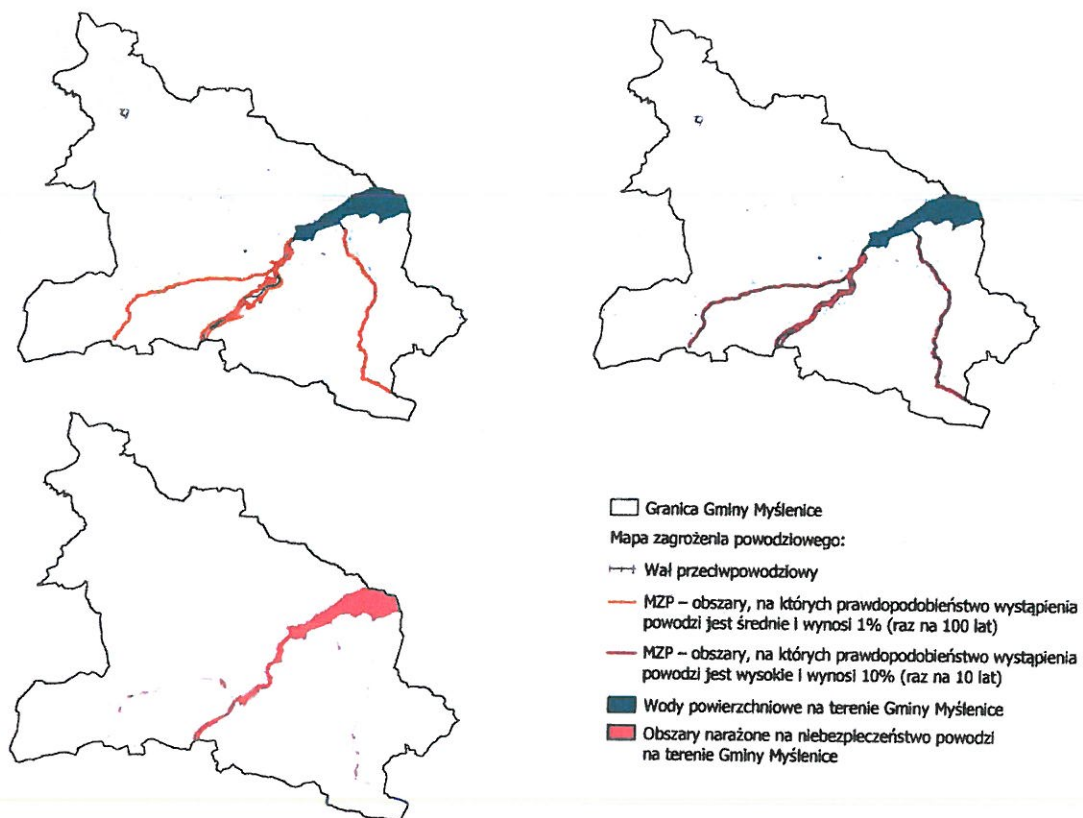 Granica Gminy Myślenice
Mapa zagrożenia powodziowego:
Wał przeciwpowodziowy
MZP – obszary, na których prawdopodobieństwo wystąpienia
powodzi jest średnie i wynosi 1% (raz na 100 lat)
MZP – obszary, na których prawdopodobieństwo wystąpienia
powodzi jest wysokie i wynosi 10% (raz na 10 lat)
Wody powierzchniowe na terenie Gminy Myślenice
Obszary narażone na niebezpieczeństwo powodzi
na terenie Gminy Myślenice